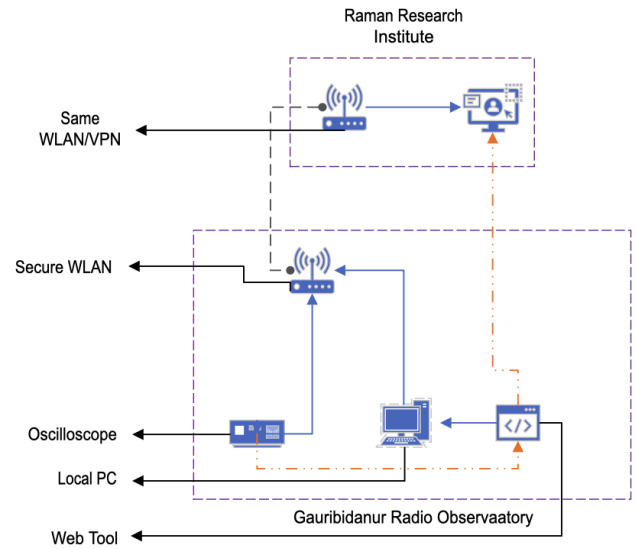 Raman Research
Institute
Same
WLAN/VPN
Secure WLAN
</>
Oscilloscope
Local PC
Gauribidanur Radio Observaatory
Web Tool